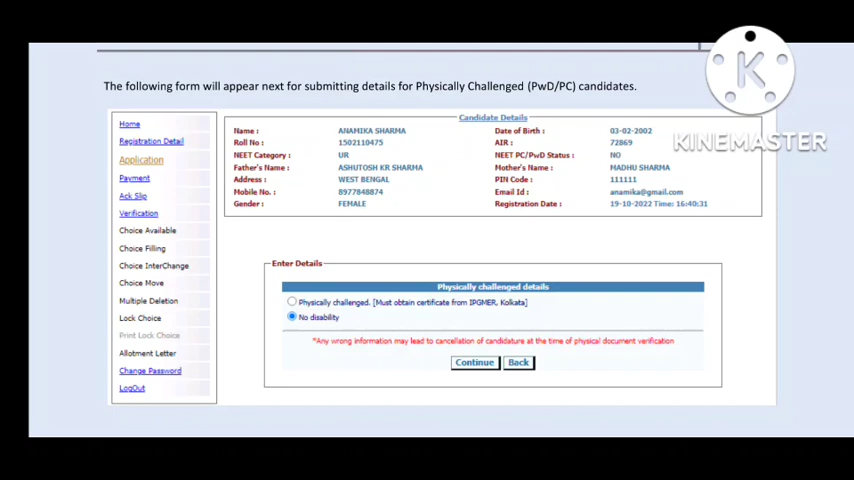 The following form will appear next for submitting details for Physically Challenged (PwD/PC) candidates.
K
KINEMASTER
Home
Registration Detail
Application
Payment
Ack Slip
Verification
Choice Available
Choice Filling
Choice InterChange
Choice Move
Multiple Deletion
Lock Choice
Print Lock Choice
Allotment Letter
Change Password
LogOut
Candidate Details
Name : ANAMIKA SHARMA Date of Birth : 03-02-2002
Roll No : 1502110475 AIR : 72869
NEET Category : UR NEET PC/PwD Status : NO
Father's Name : ASHUTOSH KR SHARMA Mother's Name : MADHU SHARMA
Address : WEST BENGAL PIN Code : 111111
Mobile No. : 8977848874 Email Id : anamika@gmail.com
Gender : FEMALE Registration Date : 19-10-2022 Time: 16:40:31
Enter Details
Physically challenged details
Physically challenged. [Must obtain certificate from IPGMER, Kolkata]
No disability
*Any wrong information may lead to cancellation of candidature at the time of physical document verification
Continue Back